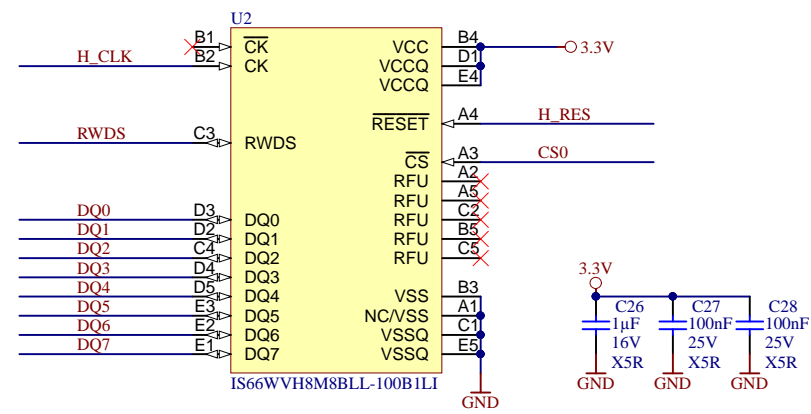 U2
B1 CK VCC B4 3.3V
H_CLK B2 CK VCCQ D1
VCCQ E4
RESET A4 H_RES
RWDS C3 RWDS
CS A3 CS0
RFU A2
RFU A5
DQ0 D3 DQ0 RFU C2
DQ1 D2 DQ1 RFU B5
DQ2 C4 DQ2 RFU C5
DQ3 D4 DQ3
DQ4 D5 DQ4 VSS B3
DQ5 E3 DQ5 NC/VSS A1
DQ6 E2 DQ6 VSSQ C1
DQ7 E1 DQ7 VSSQ E5
IS66WVH8M8BLL-100B1LI
GND
3.3V
C26 C27 C28
1µF 100nF 100nF
16V 25V 25V
X5R X5R X5R
GND GND GND